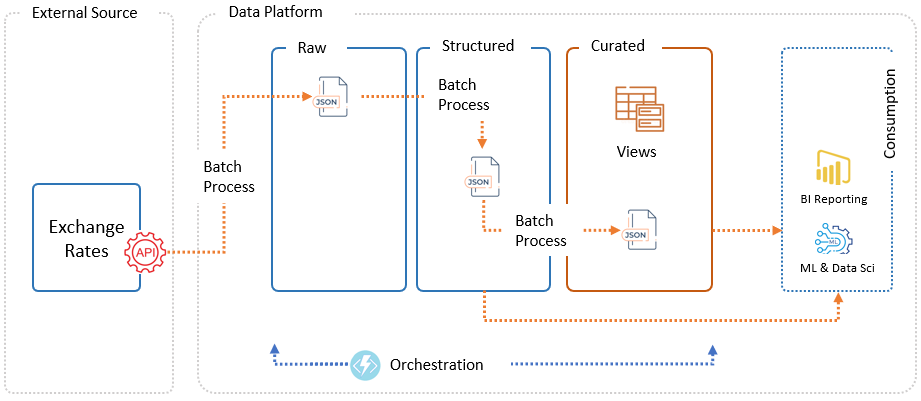 External Source
Data Platform
Raw
Structured
Curated
Consumption
JSON
Batch
Process
Views
Batch
Process
JSON
BI Reporting
Exchange
Rates
API
Batch
Process
JSON
ML
ML & Data Sci
Orchestration